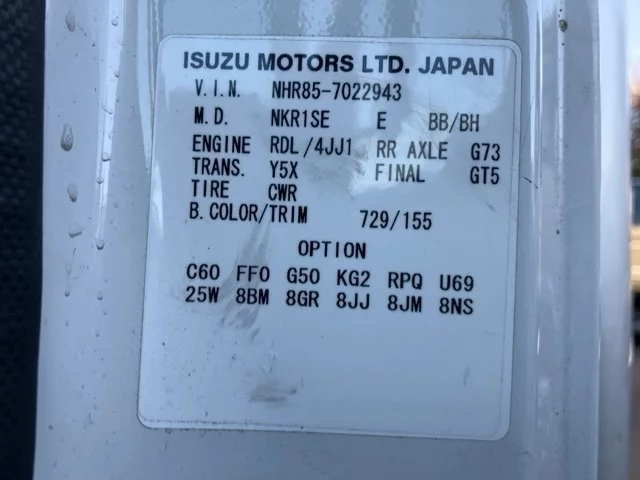 ISUZU MOTORS LTD. JAPAN
V.I.N. NHR85-7022943
M.D. NKR1SE E BB/BH
ENGINE RDL/4JJ1 RR AXLE G73
TRANS. Y5X FINAL GT5
TIRE CWR
B.COLOR/TRIM 729/155
OPTION
C60 FF0 G50 KG2 RPQ U69
25W 8BM 8GR 8JJ 8JM 8NS